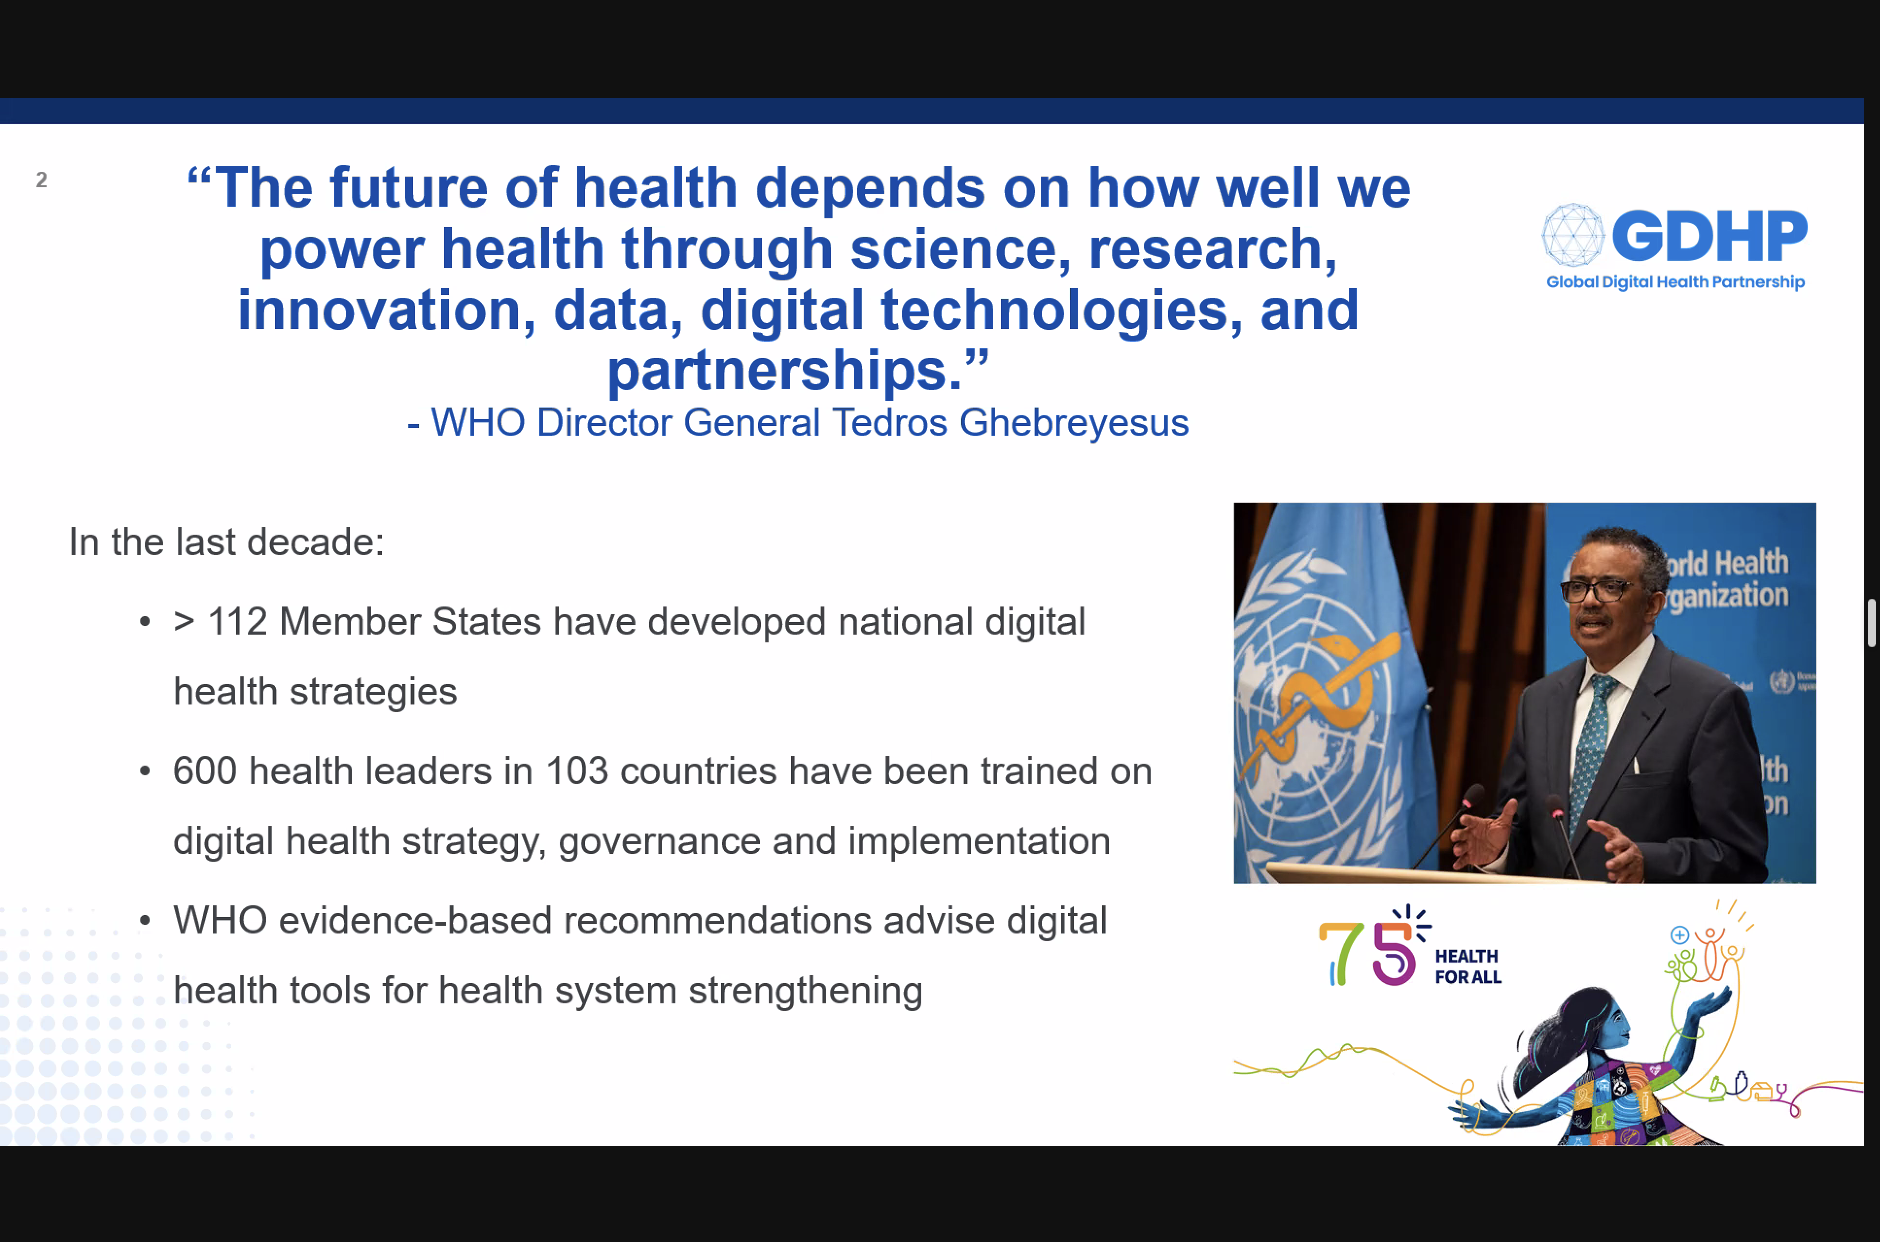 2
“The future of health depends on how well we
power health through science, research,
innovation, data, digital technologies, and
partnerships.”
- WHO Director General Tedros Ghebreyesus
GDHP
Global Digital Health Partnership
In the last decade:
• > 112 Member States have developed national digital
health strategies
• 600 health leaders in 103 countries have been trained on
digital health strategy, governance and implementation
• WHO evidence-based recommendations advise digital
health tools for health system strengthening
orld Health
rganization
lth
on
75
HEALTH
FOR ALL